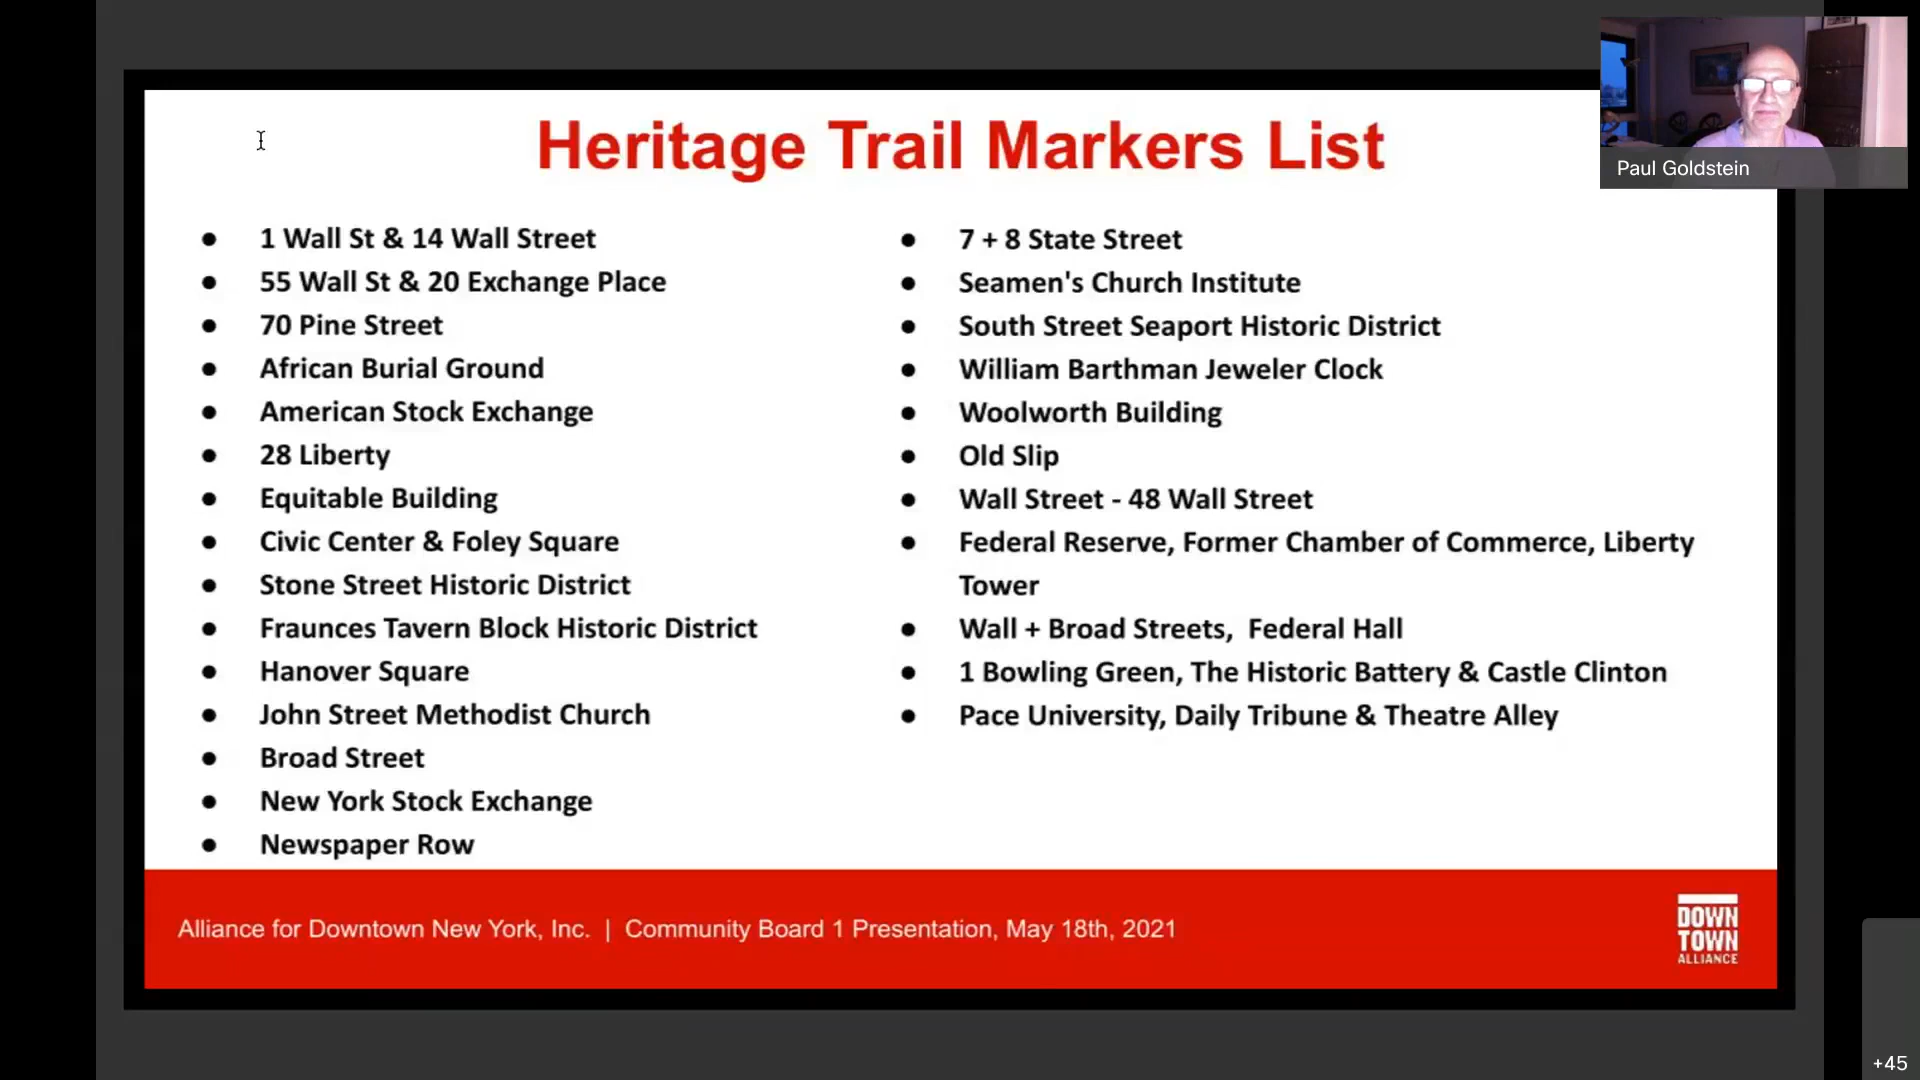 Heritage Trail Markers List
● 1 Wall St & 14 Wall Street
● 55 Wall St & 20 Exchange Place
● 70 Pine Street
● African Burial Ground
● American Stock Exchange
● 28 Liberty
● Equitable Building
● Civic Center & Foley Square
● Stone Street Historic District
● Fraunces Tavern Block Historic District
● Hanover Square
● John Street Methodist Church
● Broad Street
● New York Stock Exchange
● Newspaper Row
● 7 + 8 State Street
● Seamen's Church Institute
● South Street Seaport Historic District
● William Barthman Jeweler Clock
● Woolworth Building
● Old Slip
● Wall Street - 48 Wall Street
● Federal Reserve, Former Chamber of Commerce, Liberty
Tower
● Wall + Broad Streets, Federal Hall
● 1 Bowling Green, The Historic Battery & Castle Clinton
● Pace University, Daily Tribune & Theatre Alley
Alliance for Downtown New York, Inc. | Community Board 1 Presentation, May 18th, 2021
DOWN
TOWN
ALLIANCE
Paul Goldstein
+45